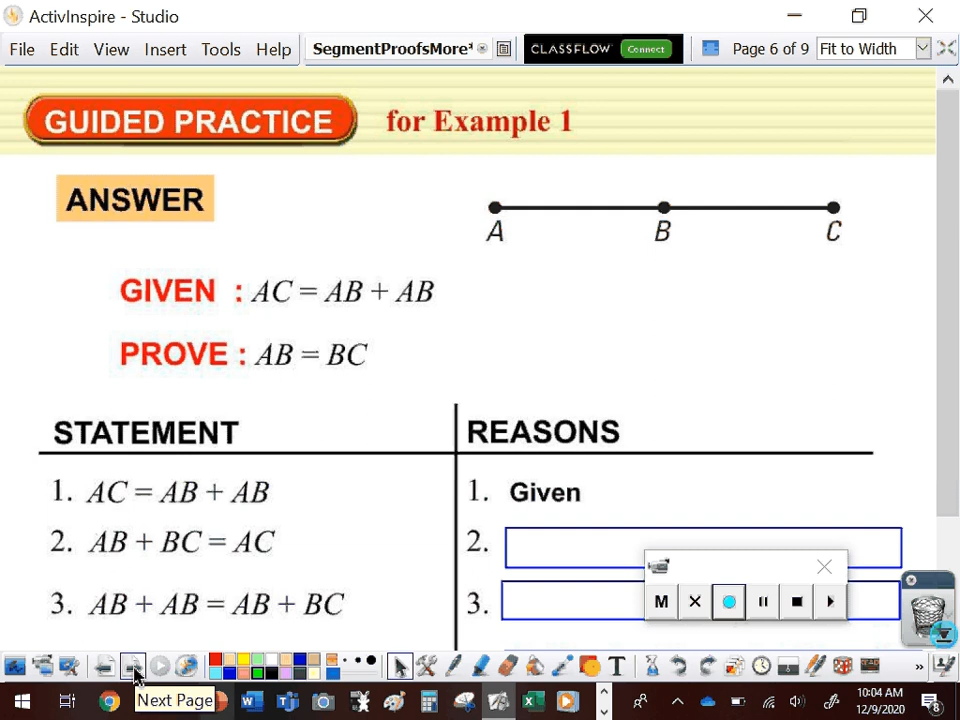 ActivInspire - Studio
File Edit View Insert Tools Help SegmentProofsMore* CLASSFLOW Connect Page 6 of 9 Fit to Width
GUIDED PRACTICE for Example 1
ANSWER
A B C
GIVEN : AC = AB + AB
PROVE : AB = BC
STATEMENT REASONS
1. AC = AB + AB 1. Given
2. AB + BC = AC 2.
3. AB + AB = AB + BC 3.
M
T »
Next Page
10:04 AM
12/9/2020
8